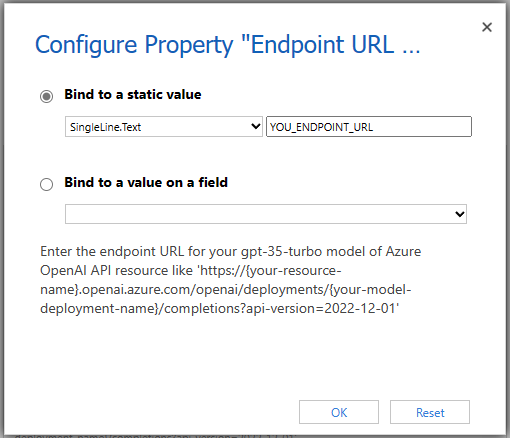 Configure Property "Endpoint URL ...
Bind to a static value
SingleLine.Text YOU_ENDPOINT_URL
Bind to a value on a field
Enter the endpoint URL for your gpt-35-turbo model of Azure
OpenAI API resource like 'https://{your-resource-
name}.openai.azure.com/openai/deployments/{your-model-
deployment-name}/completions?api-version=2022-12-01'
OK Reset